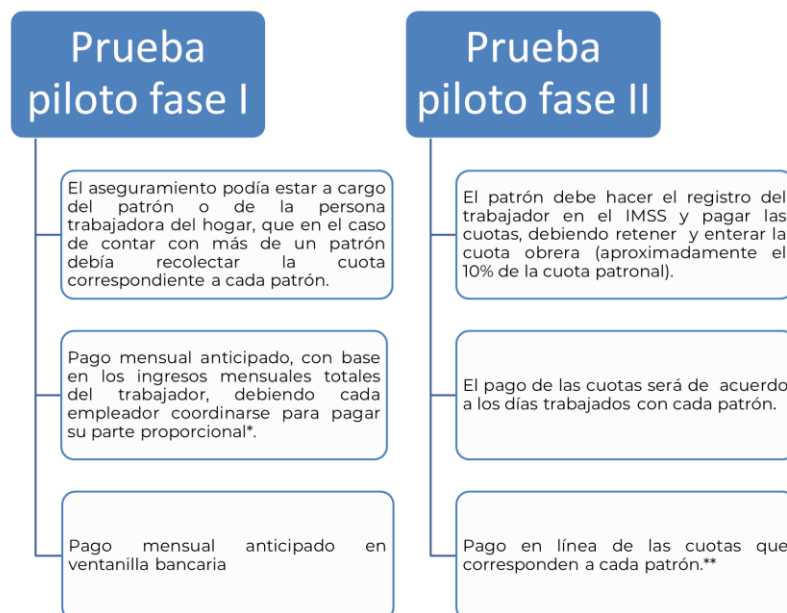 Prueba
piloto fase I
El aseguramiento podía estar a cargo
del patrón o de la persona
trabajadora del hogar, que en el caso
de contar con más de un patrón
debía recolectar la cuota
correspondiente a cada patrón.
Pago mensual anticipado, con base
en los ingresos mensuales totales
del trabajador, debiendo cada
empleador coordinarse para pagar
su parte proporcional*.
Pago mensual anticipado en
ventanilla bancaria
Prueba
piloto fase II
El patrón debe hacer el registro del
trabajador en el IMSS y pagar las
cuotas, debiendo retener y enterar la
cuota obrera (aproximadamente el
10% de la cuota patronal).
El pago de las cuotas será de acuerdo
a los días trabajados con cada patrón.
Pago en línea de las cuotas que
corresponden a cada patrón.**